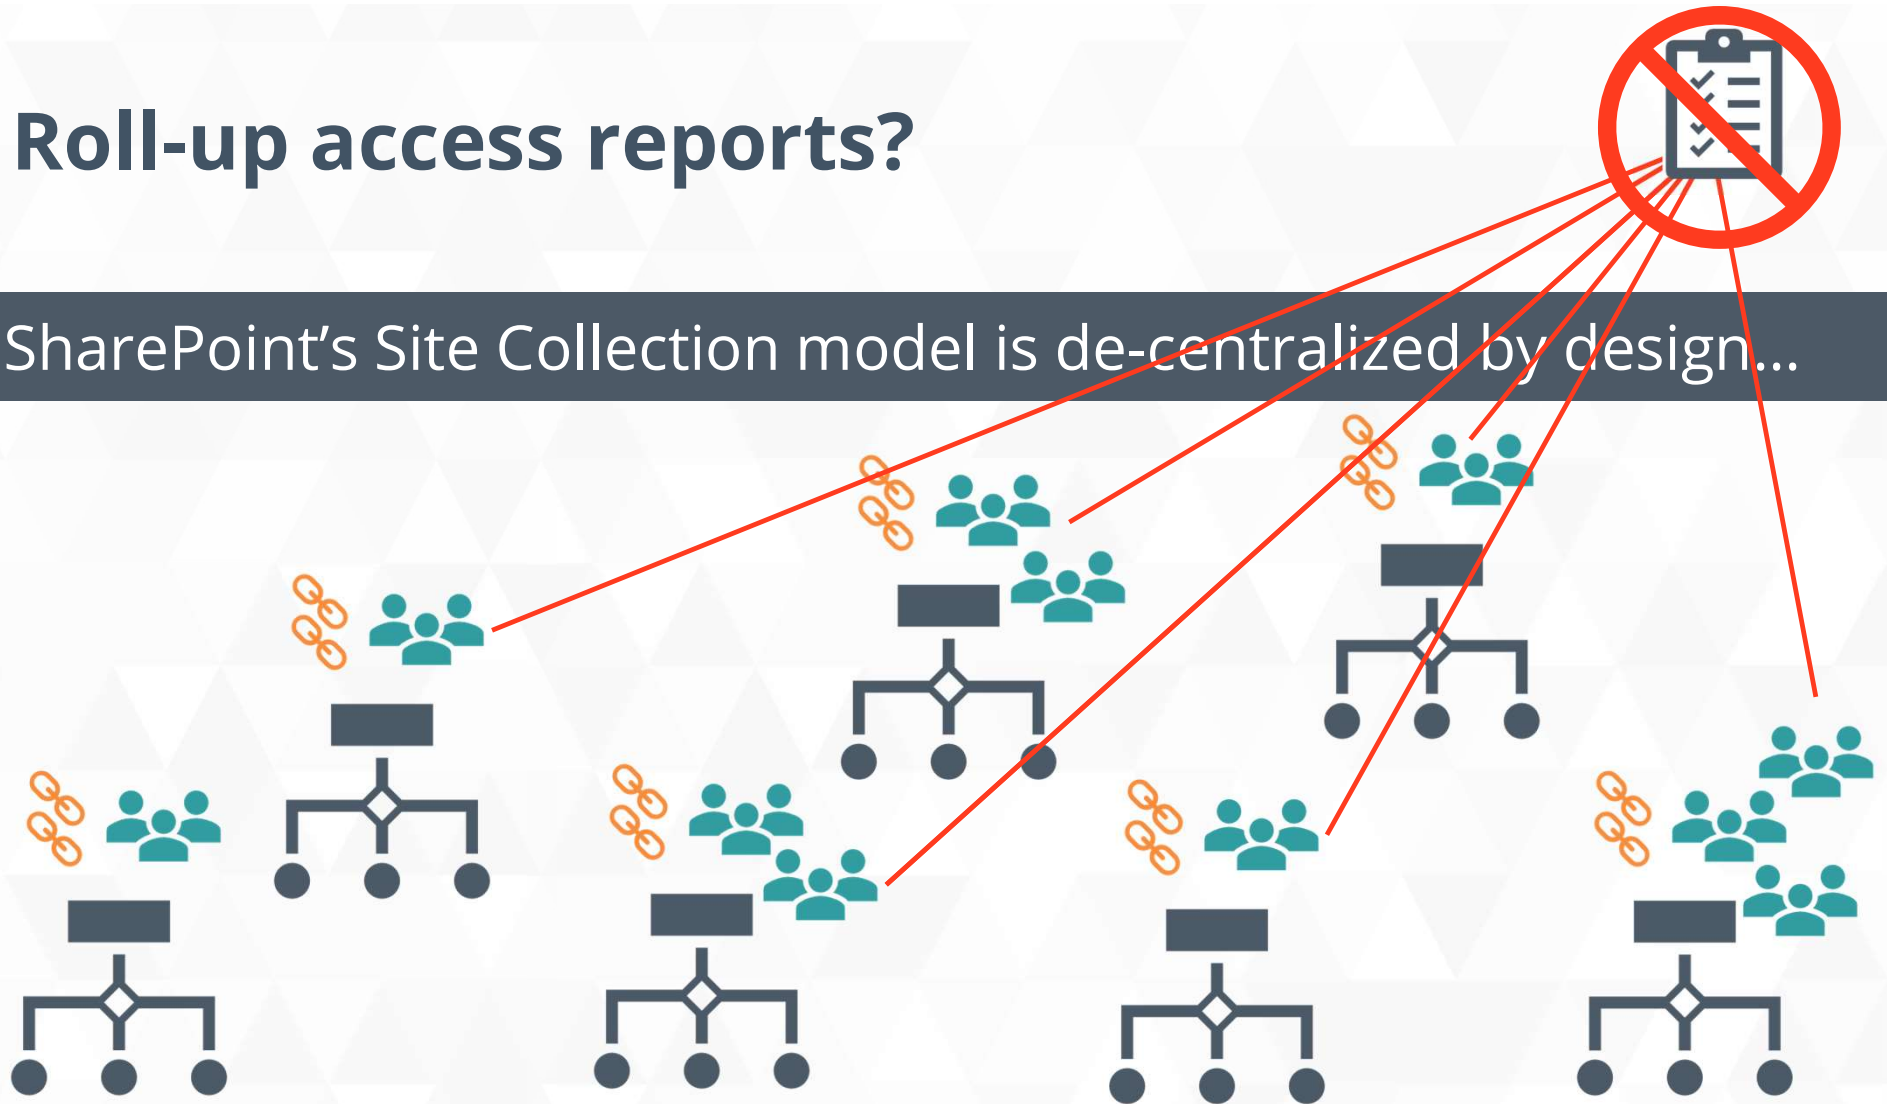 Roll-up access reports?
SharePoint’s Site Collection model is de-centralized by design...